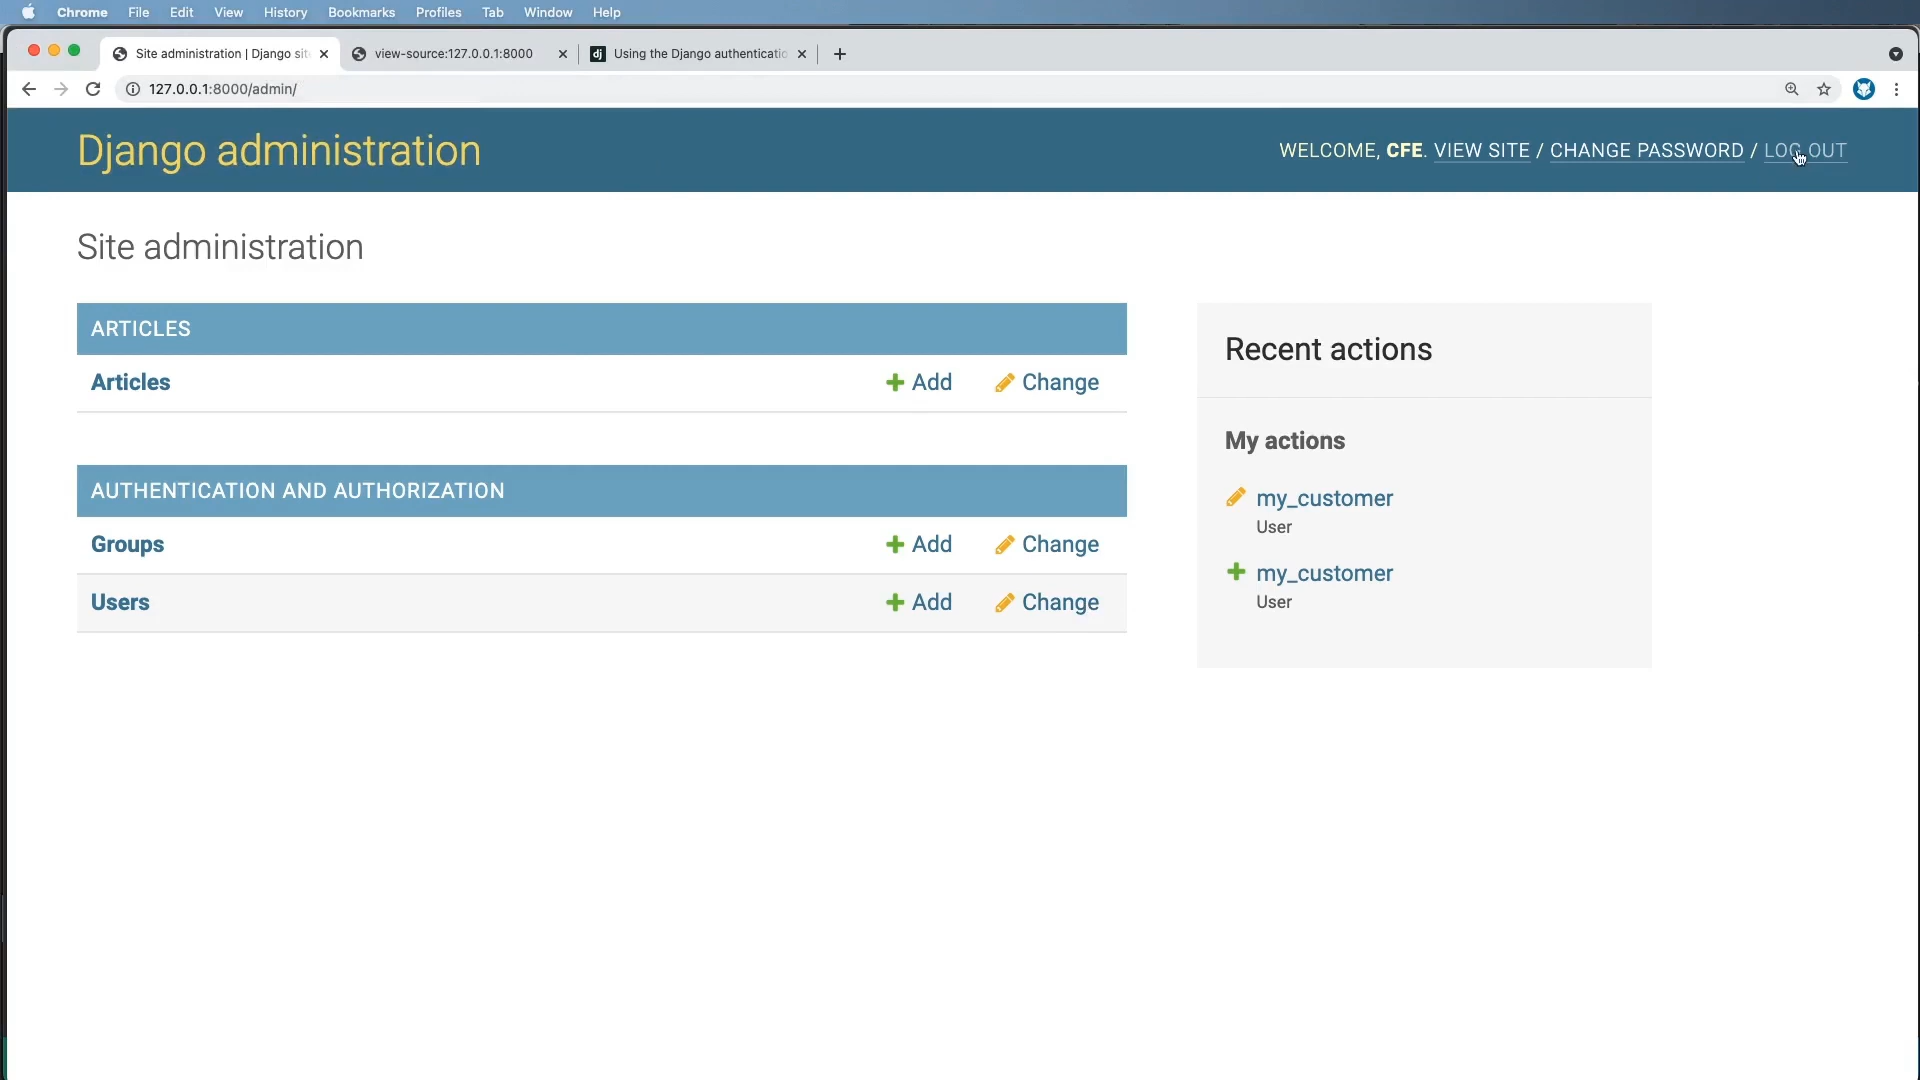 Chrome File Edit View History Bookmarks Profiles Tab Window Help
Site administration | Django sit view-source:127.0.0.1:8000 dj Using the Django authenticatio
127.0.0.1:8000/admin/
Django administration
WELCOME, CFE. VIEW SITE / CHANGE PASSWORD / LOG OUT
Site administration
ARTICLES
Articles Add Change
AUTHENTICATION AND AUTHORIZATION
Groups Add Change
Users Add Change
Recent actions
My actions
my_customer
User
my_customer
User